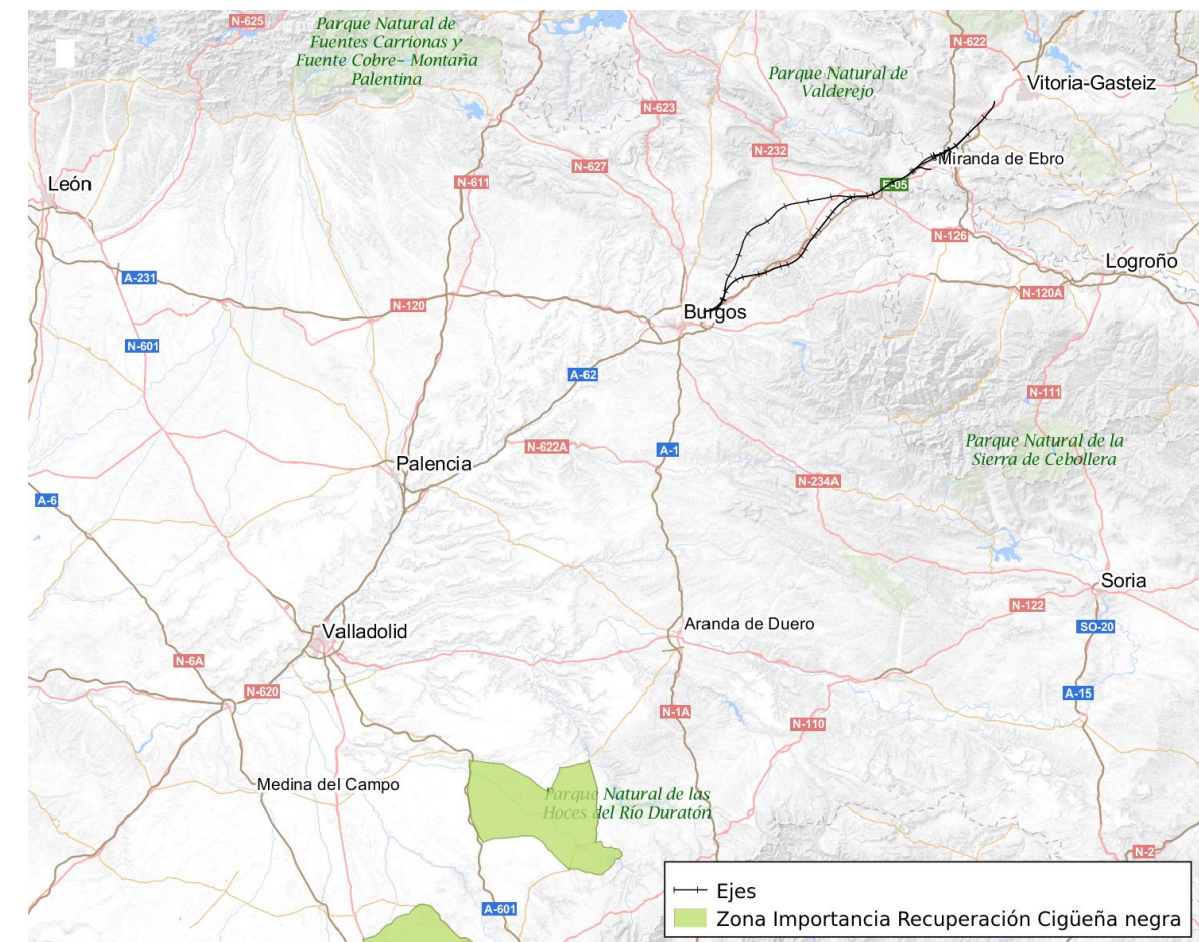 N-625
Parque Natural de
Fuentes Carrionas y
Fuente Cobre- Montaña
Palentina
N-622
Parque Natural de
Valderejo
Vitoria-Gasteiz
N-623
N-232
N-627
Miranda de Ebro
León
N-611
E-05
N-126
Logroño
A-231
N-120A
N-120
Burgos
N-601
A-62
N-111
N-622A
A-1
Parque Natural de la
Sierra de Cebollera
Palencia
N-234A
A-6
Soria
N-122
Aranda de Duero
SO-20
Valladolid
N-6A
N-620
A-15
N-1A
N-110
Medina del Campo
Parque Natural de las
Hoces del Río Duratón
N-2
A-601
Ejes
Zona Importancia Recuperación Cigüeña negra